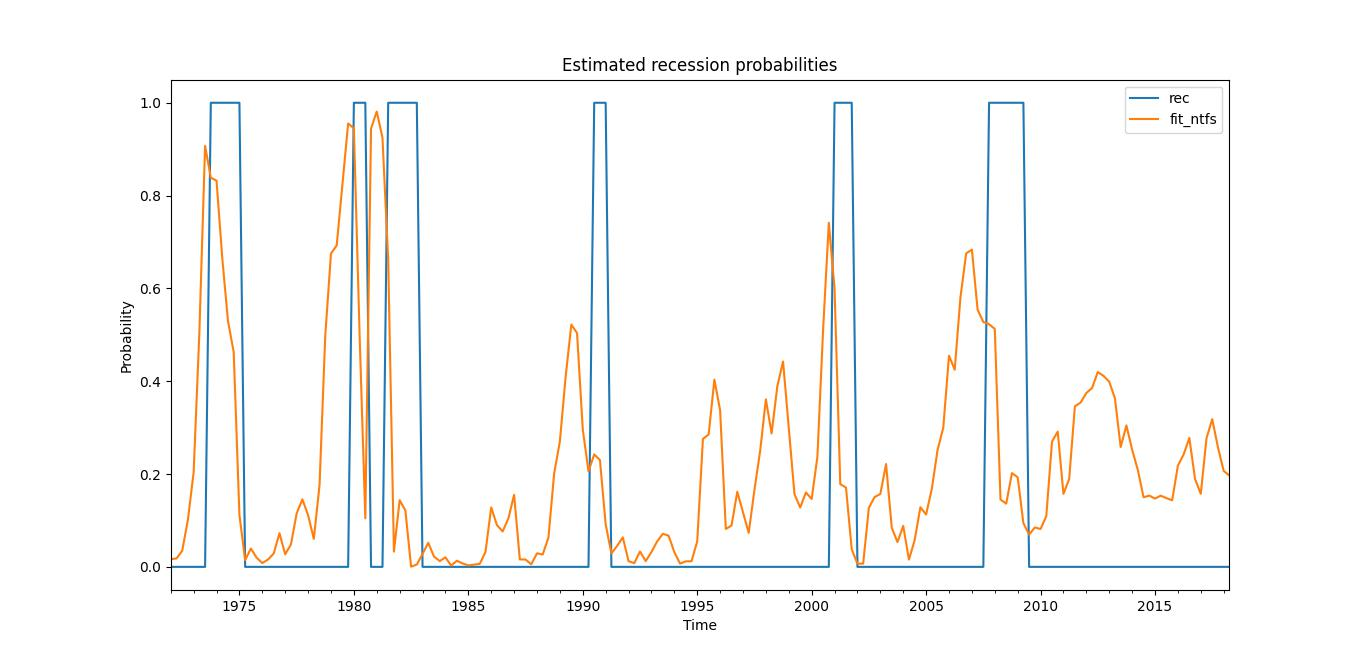 Estimated recession probabilities
rec
fit_ntfs
1.0
0.8
0.6
0.4
0.2
0.0
Probability
1975 1980 1985 1990 1995 2000 2005 2010 2015
Time